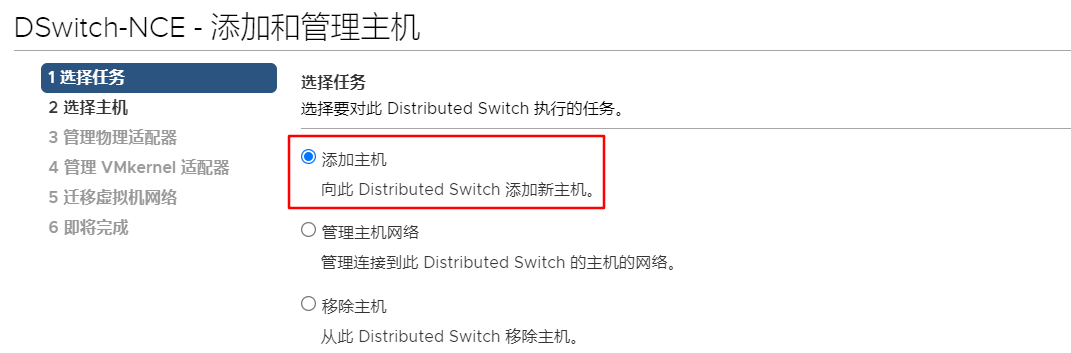 DSwitch-NCE - 添加和管理主机
1 选择任务
2 选择主机
3 管理物理适配器
4 管理 VMkernel 适配器
5 迁移虚拟机网络
6 即将完成
选择任务
选择要对此 Distributed Switch 执行的任务。
添加主机
向此 Distributed Switch 添加新主机。
管理主机网络
管理连接到此 Distributed Switch 的主机的网络。
移除主机
从此 Distributed Switch 移除主机。